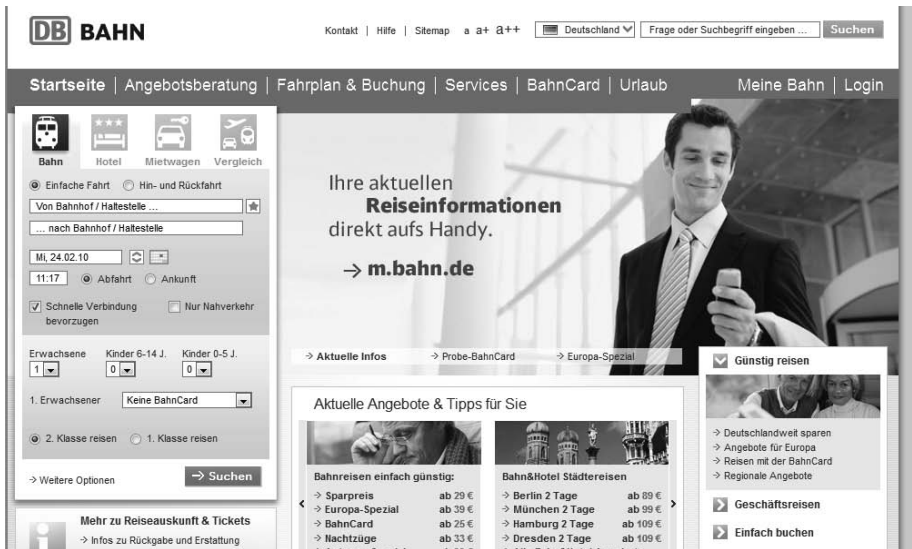 DB BAHN
Kontakt | Hilfe | Sitemap a a+ a++ Deutschland Frage oder Suchbegriff eingeben ... Suchen
Startseite | Angebotsberatung | Fahrplan & Buchung | Services | BahnCard | Urlaub Meine Bahn | Login
Bahn Hotel Mietwagen Vergleich
Einfache Fahrt Hin- und Rückfahrt
Von Bahnhof / Haltestelle ...
... nach Bahnhof / Haltestelle
Mi, 24.02.10
11:17 Abfahrt Ankunft
Schnelle Verbindung Nur Nahverkehr
bevorzugen
Erwachsene Kinder 6-14 J. Kinder 0-5 J.
1 0 0
1. Erwachsener Keine BahnCard
2. Klasse reisen 1. Klasse reisen
→ Weitere Optionen → Suchen
Mehr zu Reiseauskunft & Tickets
→ Infos zu Rückgabe und Erstattung
Ihre aktuellen
Reiseinformationen
direkt aufs Handy.
→ m.bahn.de
→ Aktuelle Infos → Probe-BahnCard → Europa-Spezial
Aktuelle Angebote & Tipps für Sie
Bahnreisen einfach günstig:
→ Sparpreis ab 29 €
→ Europa-Spezial ab 39 €
→ BahnCard ab 25 €
→ Nachtzüge ab 33 €
Bahn&Hotel Städtereisen
→ Berlin 2 Tage ab 89 €
→ München 2 Tage ab 99 €
→ Hamburg 2 Tage ab 109 €
→ Dresden 2 Tage ab 109 €
Günstig reisen
→ Deutschlandweit sparen
→ Angebote für Europa
→ Reisen mit der BahnCard
→ Regionale Angebote
Geschäftsreisen
Einfach buchen